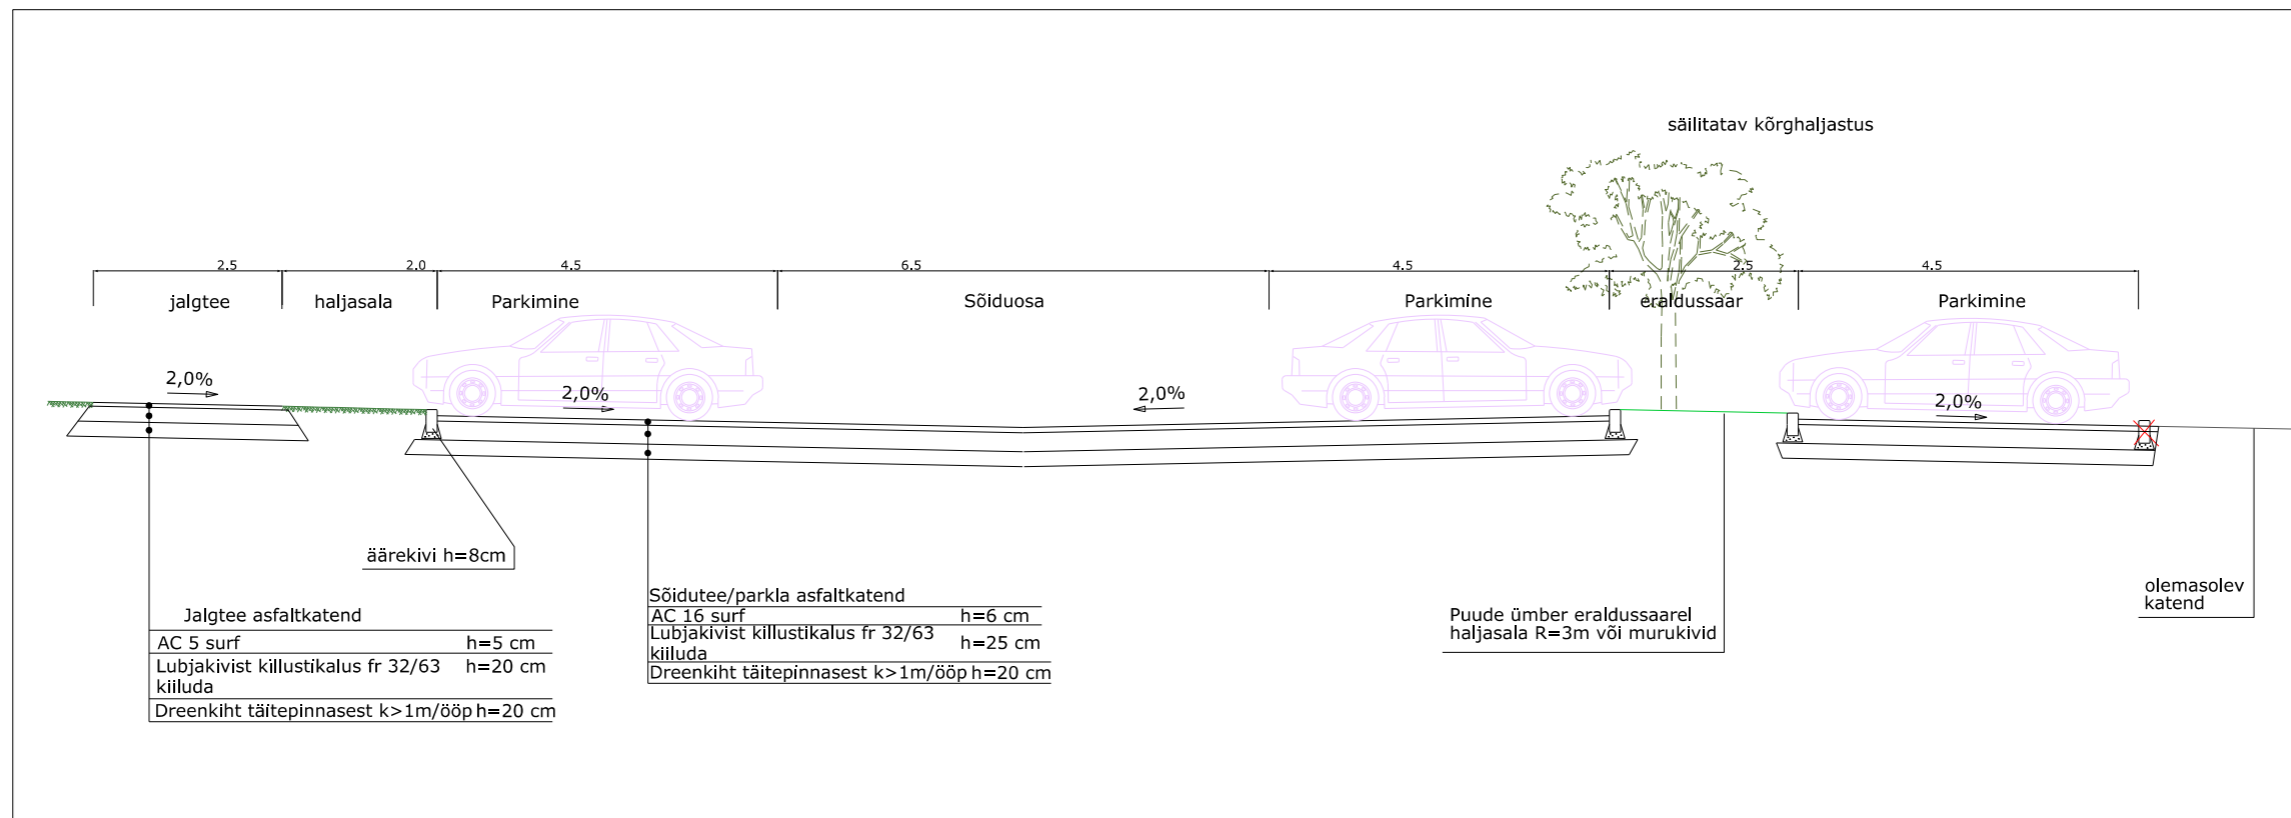 säilitatav kõrghaljastus
2.5 2.0 4.5 6.5 4.5 2.5 4.5
jalgtee haljasala Parkimine Sõiduosa Parkimine eraldussaar Parkimine
2,0% 2,0% 2,0% 2,0%
äärekivi h=8cm
Jalgtee asfaltkatend
AC 5 surf h=5 cm
Lubjakivist killustikalus fr 32/63 h=20 cm
kiiluda
Dreenkiht täitepinnasest k>1m/ööp h=20 cm
Sõidutee/parkla asfaltkatend
AC 16 surf h=6 cm
Lubjakivist killustikalus fr 32/63 h=25 cm
kiiluda
Dreenkiht täitepinnasest k>1m/ööp h=20 cm
Puude ümber eraldussaarel
haljasala R=3m või murukivid
olemasolev
katend